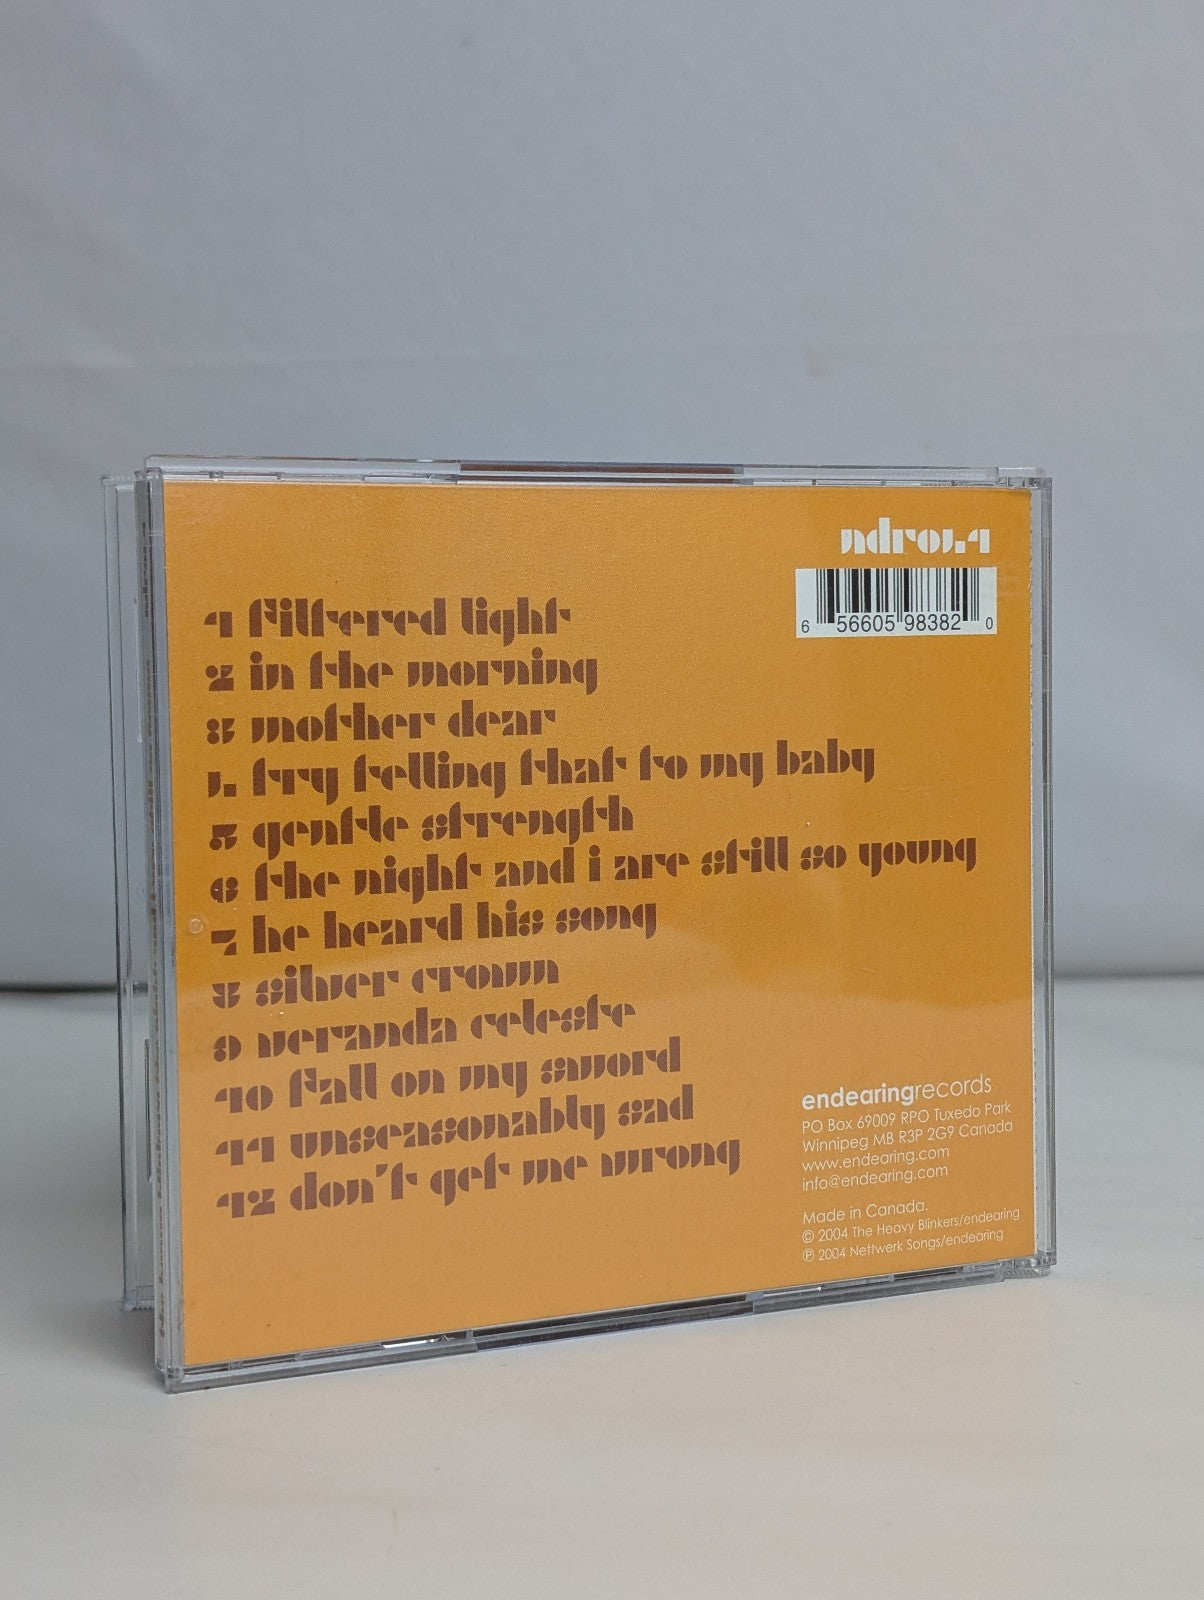 ndr041
6 56605 98382 0
1 filtered light
2 in the morning
3 mother dear
4 try telling that to my baby
5 gentle strength
6 the night and i are still so young
7 he heard his song
8 silver crown
9 veranda celeste
10 fall on my sword
11 unseasonably sad
12 don't get me wrong
endearingrecords
PO Box 69009 RPO Tuxedo Park
Winnipeg MB R3P 2G9 Canada
www.endearing.com
info@endearing.com
Made in Canada.
© 2004 The Heavy Blinkers/endearing
℗ 2004 Nettwerk Songs/endearing